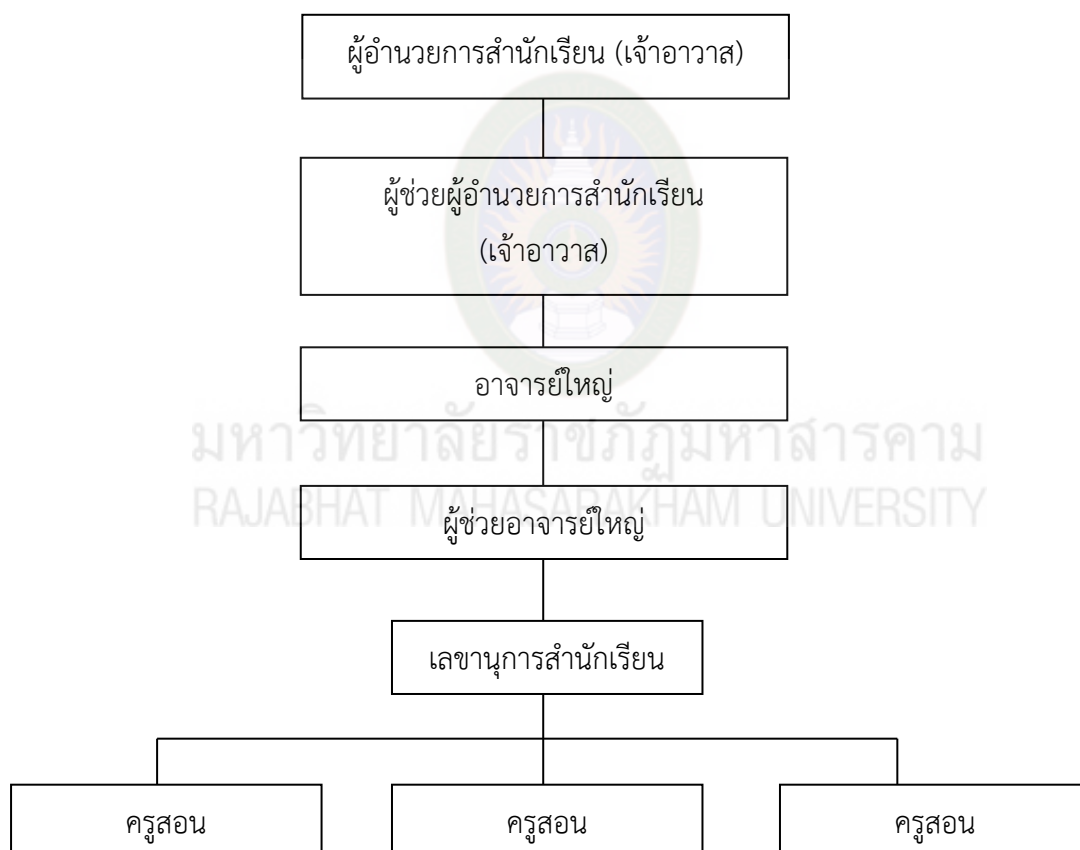 ผู้อำนวยการสำนักเรียน (เจ้าอาวาส)
ผู้ช่วยผู้อำนวยการสำนักเรียน
(เจ้าอาวาส)
อาจารย์ใหญ่
มหาวิทยาลัยราชภัฏมหาสารคาม
RAJABHAT MAHASARAKHAM UNIVERSITY
ผู้ช่วยอาจารย์ใหญ่
เลขานุการสำนักเรียน
ครูสอน ครูสอน ครูสอน